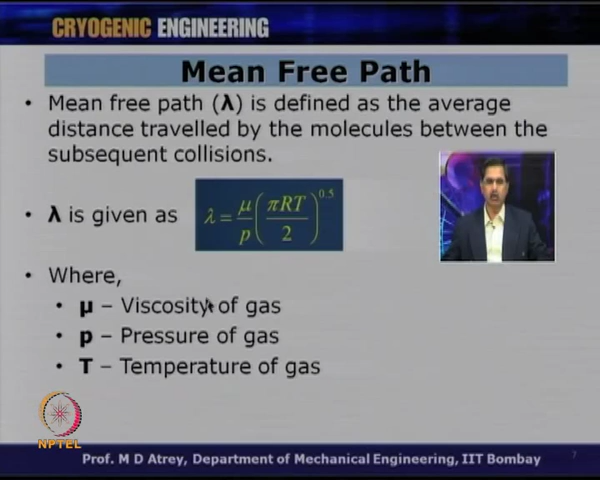 CRYOGENIC ENGINEERING
Mean Free Path
• Mean free path (λ) is defined as the average
distance travelled by the molecules between the
subsequent collisions.
• λ is given as λ = μ/p (πRT/2)^0.5
• Where,
• μ – Viscosity of gas
• p – Pressure of gas
• T – Temperature of gas
NPTEL
Prof. M D Atrey, Department of Mechanical Engineering, IIT Bombay
7